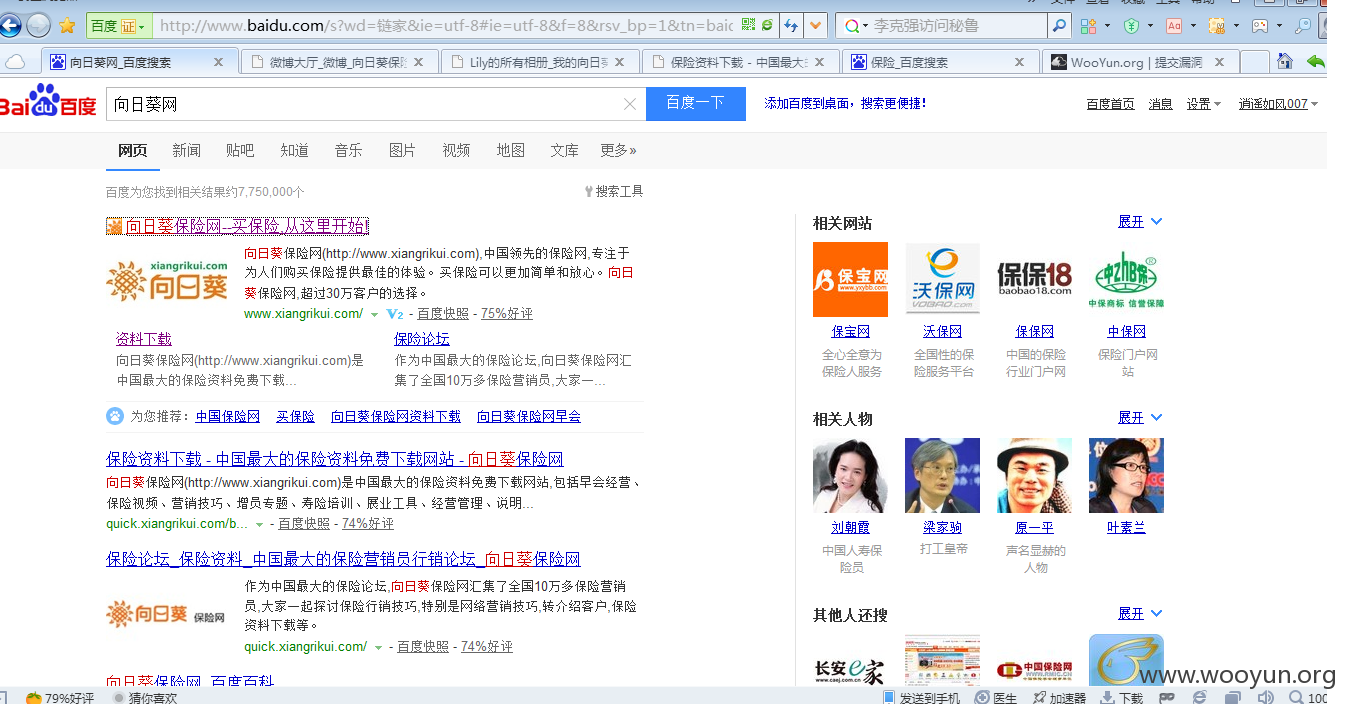 百度 证
http://www.baidu.com/s?wd=链家&ie=utf-8#ie=utf-8&f=8&rsv_bp=1&tn=baid
李克强访问秘鲁
向日葵网_百度搜索
微博大厅_微博_向日葵保险
Lily的所有相册_我的向日葵
保险资料下载 - 中国最大
保险_百度搜索
WooYun.org | 提交漏洞
Bai du 百度
向日葵网
百度一下
添加百度到桌面，搜索更便捷!
百度首页 消息 设置 逍遥如风007
网页 新闻 贴吧 知道 音乐 图片 视频 地图 文库 更多»
百度为您找到相关结果约7,750,000个
搜索工具
向日葵保险网--买保险,从这里开始!
xiangrikui.com
向日葵
向日葵保险网(http://www.xiangrikui.com),中国领先的保险网,专注于
为人们购买保险提供最佳的体验。买保险可以更加简单和放心。向日
葵保险网,超过30万客户的选择。
www.xiangrikui.com/ V2 - 百度快照 - 75%好评
资料下载
向日葵保险网(http://www.xiangrikui.com)是
中国最大的保险资料免费下载...
保险论坛
作为中国最大的保险论坛,向日葵保险网汇
集了全国10万多保险营销员,大家一...
为您推荐： 中国保险网 买保险 向日葵保险网资料下载 向日葵保险网早会
保险资料下载 - 中国最大的保险资料免费下载网站 - 向日葵保险网
向日葵保险网(http://www.xiangrikui.com)是中国最大的保险资料免费下载网站,包括早会经营、
保险视频、营销技巧、增员专题、寿险培训、展业工具、经营管理、说明...
quick.xiangrikui.com/b... - 百度快照 - 74%好评
保险论坛_保险资料_中国最大的保险营销员行销论坛_向日葵保险网
向日葵 保险网
作为中国最大的保险论坛,向日葵保险网汇集了全国10万多保险营销
员,大家一起探讨保险行销技巧,特别是网络营销技巧,转介绍客户,保险
资料下载等。
quick.xiangrikui.com/ - 百度快照 - 74%好评
向日葵保险网_百度百科
相关网站
展开
保宝网
www.yxybb.com
沃保网
VOBAO.com
保保18
baobao18.com
中zhB保
中保商标 信誉保障
保宝网 沃保网 保保网 中保网
全心全意为
保险人服务
全国性的保
险服务平台
中国的保险
行业门户网
保险门户网
站
相关人物
展开
刘朝霞 梁家驹 原一平 叶素兰
中国人寿保
险员
打工皇帝
声名显赫的
人物
其他人还搜
展开
长安e家
www.caej.com.cn
中国保险网
www.rmic.cn
www.wooyun.org
79%好评
猜你喜欢
发送到手机
医生
加速器
下载
100